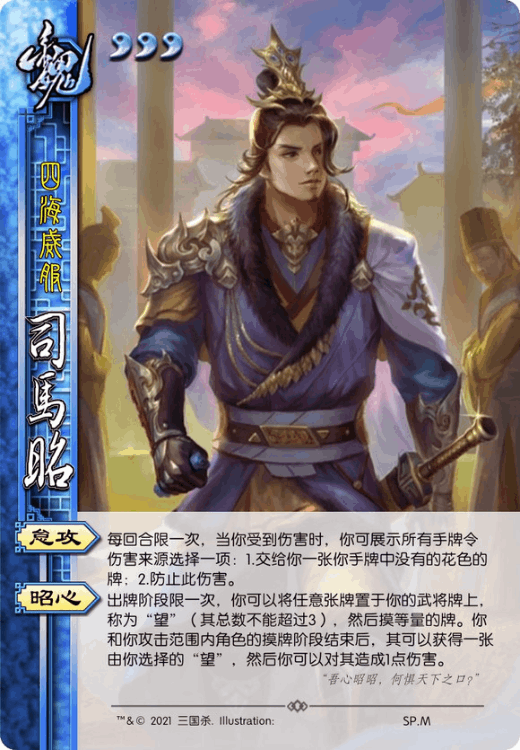 魏
四海威服
司馬昭
怠攻
每回合限一次，当你受到伤害时，你可展示所有手牌令
伤害来源选择一项：1.交给你一张你手牌中没有的花色的
牌；2.防止此伤害。
昭心
出牌阶段限一次，你可以将任意张牌置于你的武将牌上，
称为“望”（其总数不能超过3），然后摸等量的牌。你
和你攻击范围内角色的摸牌阶段结束后，其可以获得一张
由你选择的“望”，然后你可以对其造成1点伤害。
“吾心昭昭，何惧天下之口？”
™&© 2021 三国杀. Illustration:
SP.M